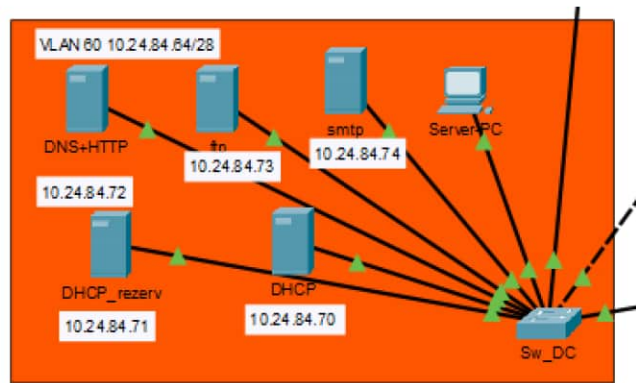 VLAN 60 10.24.84.64/28
DNS+HTTP
smtp
Server-PC
10.24.84.73
10.24.84.74
10.24.84.72
DHCP_rezerv
DHCP
10.24.84.71
10.24.84.70
Sw_DC